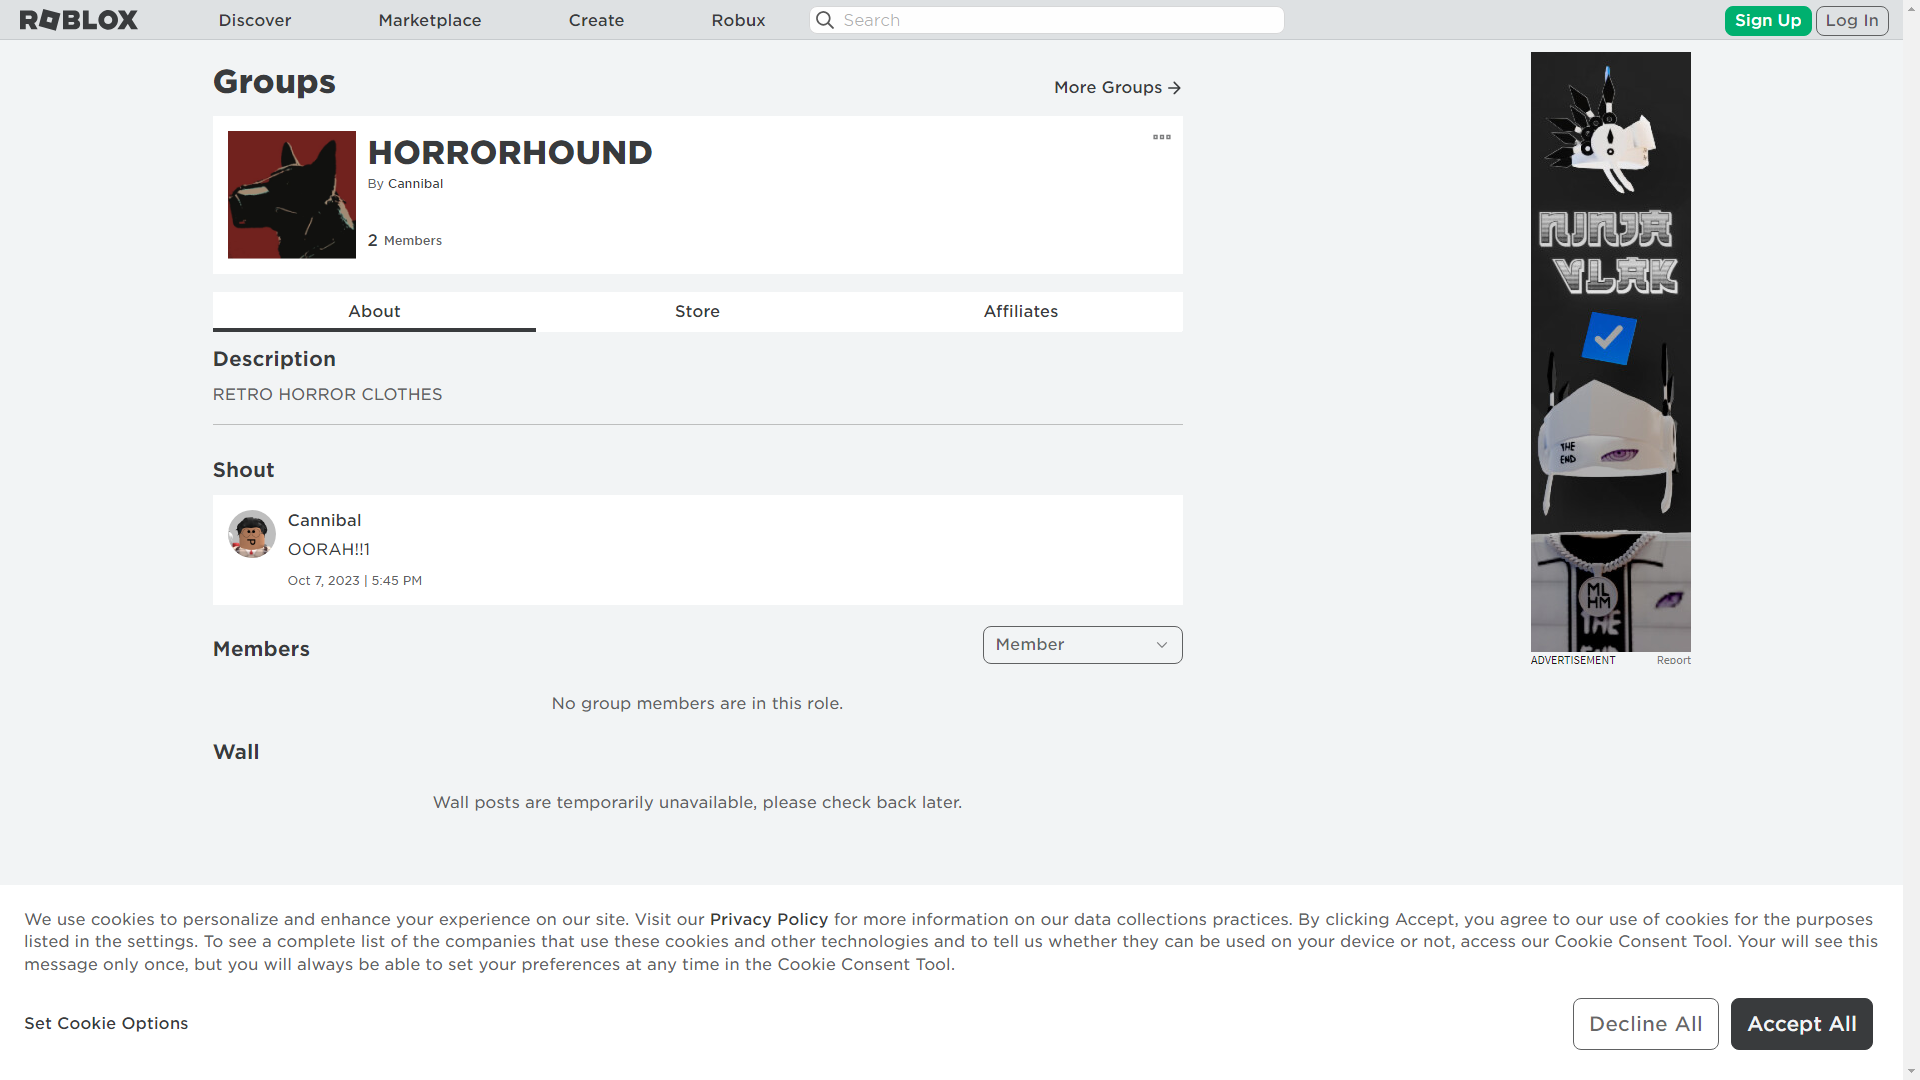 ROBLOX
Discover
Marketplace
Create
Robux
Search
Sign Up
Log In
Groups
More Groups
HORRORHOUND
By Cannibal
2 Members
About
Store
Affiliates
Description
RETRO HORROR CLOTHES
Shout
Cannibal
OORAH!!1
Oct 7, 2023 | 5:45 PM
Members
Member
No group members are in this role.
Wall
Wall posts are temporarily unavailable, please check back later.
NINJA
VLAK
THE
END
ML
HM
THE
END
ADVERTISEMENT
Report
We use cookies to personalize and enhance your experience on our site. Visit our Privacy Policy for more information on our data collections practices. By clicking Accept, you agree to our use of cookies for the purposes
listed in the settings. To see a complete list of the companies that use these cookies and other technologies and to tell us whether they can be used on your device or not, access our Cookie Consent Tool. Your will see this
message only once, but you will always be able to set your preferences at any time in the Cookie Consent Tool.
Set Cookie Options
Decline All
Accept All